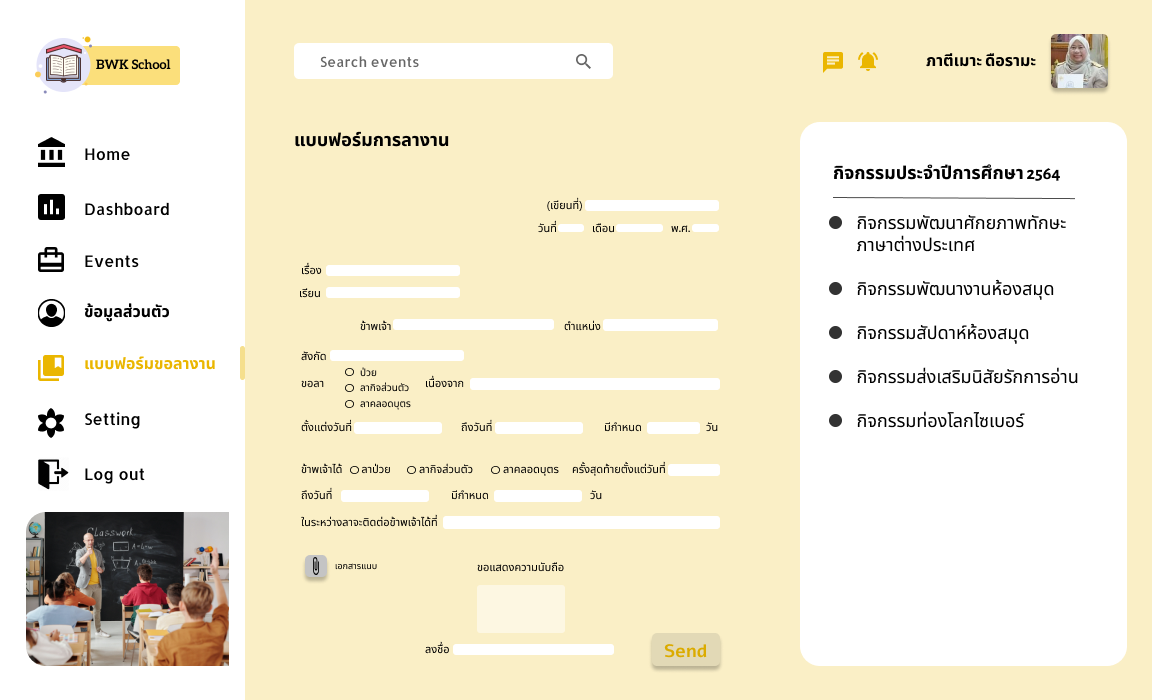 BWK School
Search events
ภาตีเมาะ ดือรามะ
Home
Dashboard
Events
ข้อมูลส่วนตัว
แบบฟอร์มขอลางาน
Setting
Log out
Classwork
แบบฟอร์มการลางาน
(เขียนที่)
วันที่ เดือน พ.ศ.
เรื่อง
เรียน
ข้าพเจ้า ตำแหน่ง
สังกัด
ป่วย
ขอลา ลากิจส่วนตัว เนื่องจาก
ลาคลอดบุตร
ตั้งแต่งวันที่ ถึงวันที่ มีกำหนด วัน
ข้าพเจ้าได้ ลาป่วย ลากิจส่วนตัว ลาคลอดบุตร ครั้งสุดท้ายตั้งแต่วันที่
ถึงวันที่ มีกำหนด วัน
ในระหว่างลาจะติดต่อข้าพเจ้าได้ที่
เอกสารแนบ
ขอแสดงความนับถือ
ลงชื่อ
Send
กิจกรรมประจำปีการศึกษา 2564
กิจกรรมพัฒนาศักยภาพทักษะ
ภาษาต่างประเทศ
กิจกรรมพัฒนางานห้องสมุด
กิจกรรมสัปดาห์ห้องสมุด
กิจกรรมส่งเสริมนิสัยรักการอ่าน
กิจกรรมท่องโลกไซเบอร์